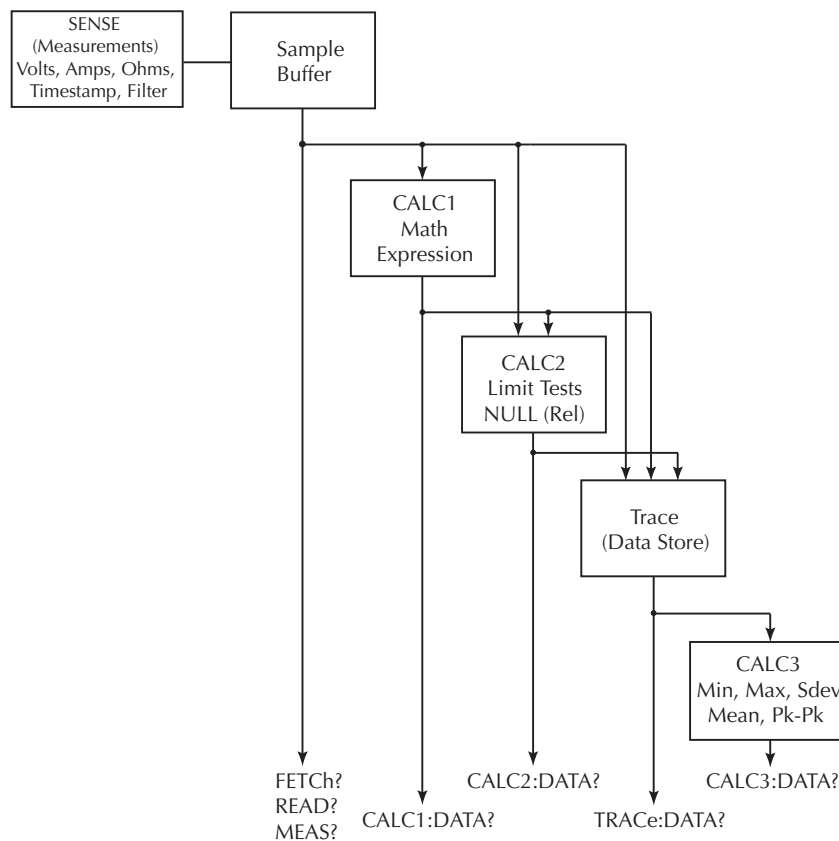 SENSE
(Measurements)
Volts, Amps, Ohms,
Timestamp, Filter
Sample
Buffer
CALC1
Math
Expression
CALC2
Limit Tests
NULL (Rel)
Trace
(Data Store)
CALC3
Min, Max, Sdev
Mean, Pk-Pk
FETCh?
READ?
MEAS?
CALC1:DATA?
CALC2:DATA?
TRACe:DATA?
CALC3:DATA?